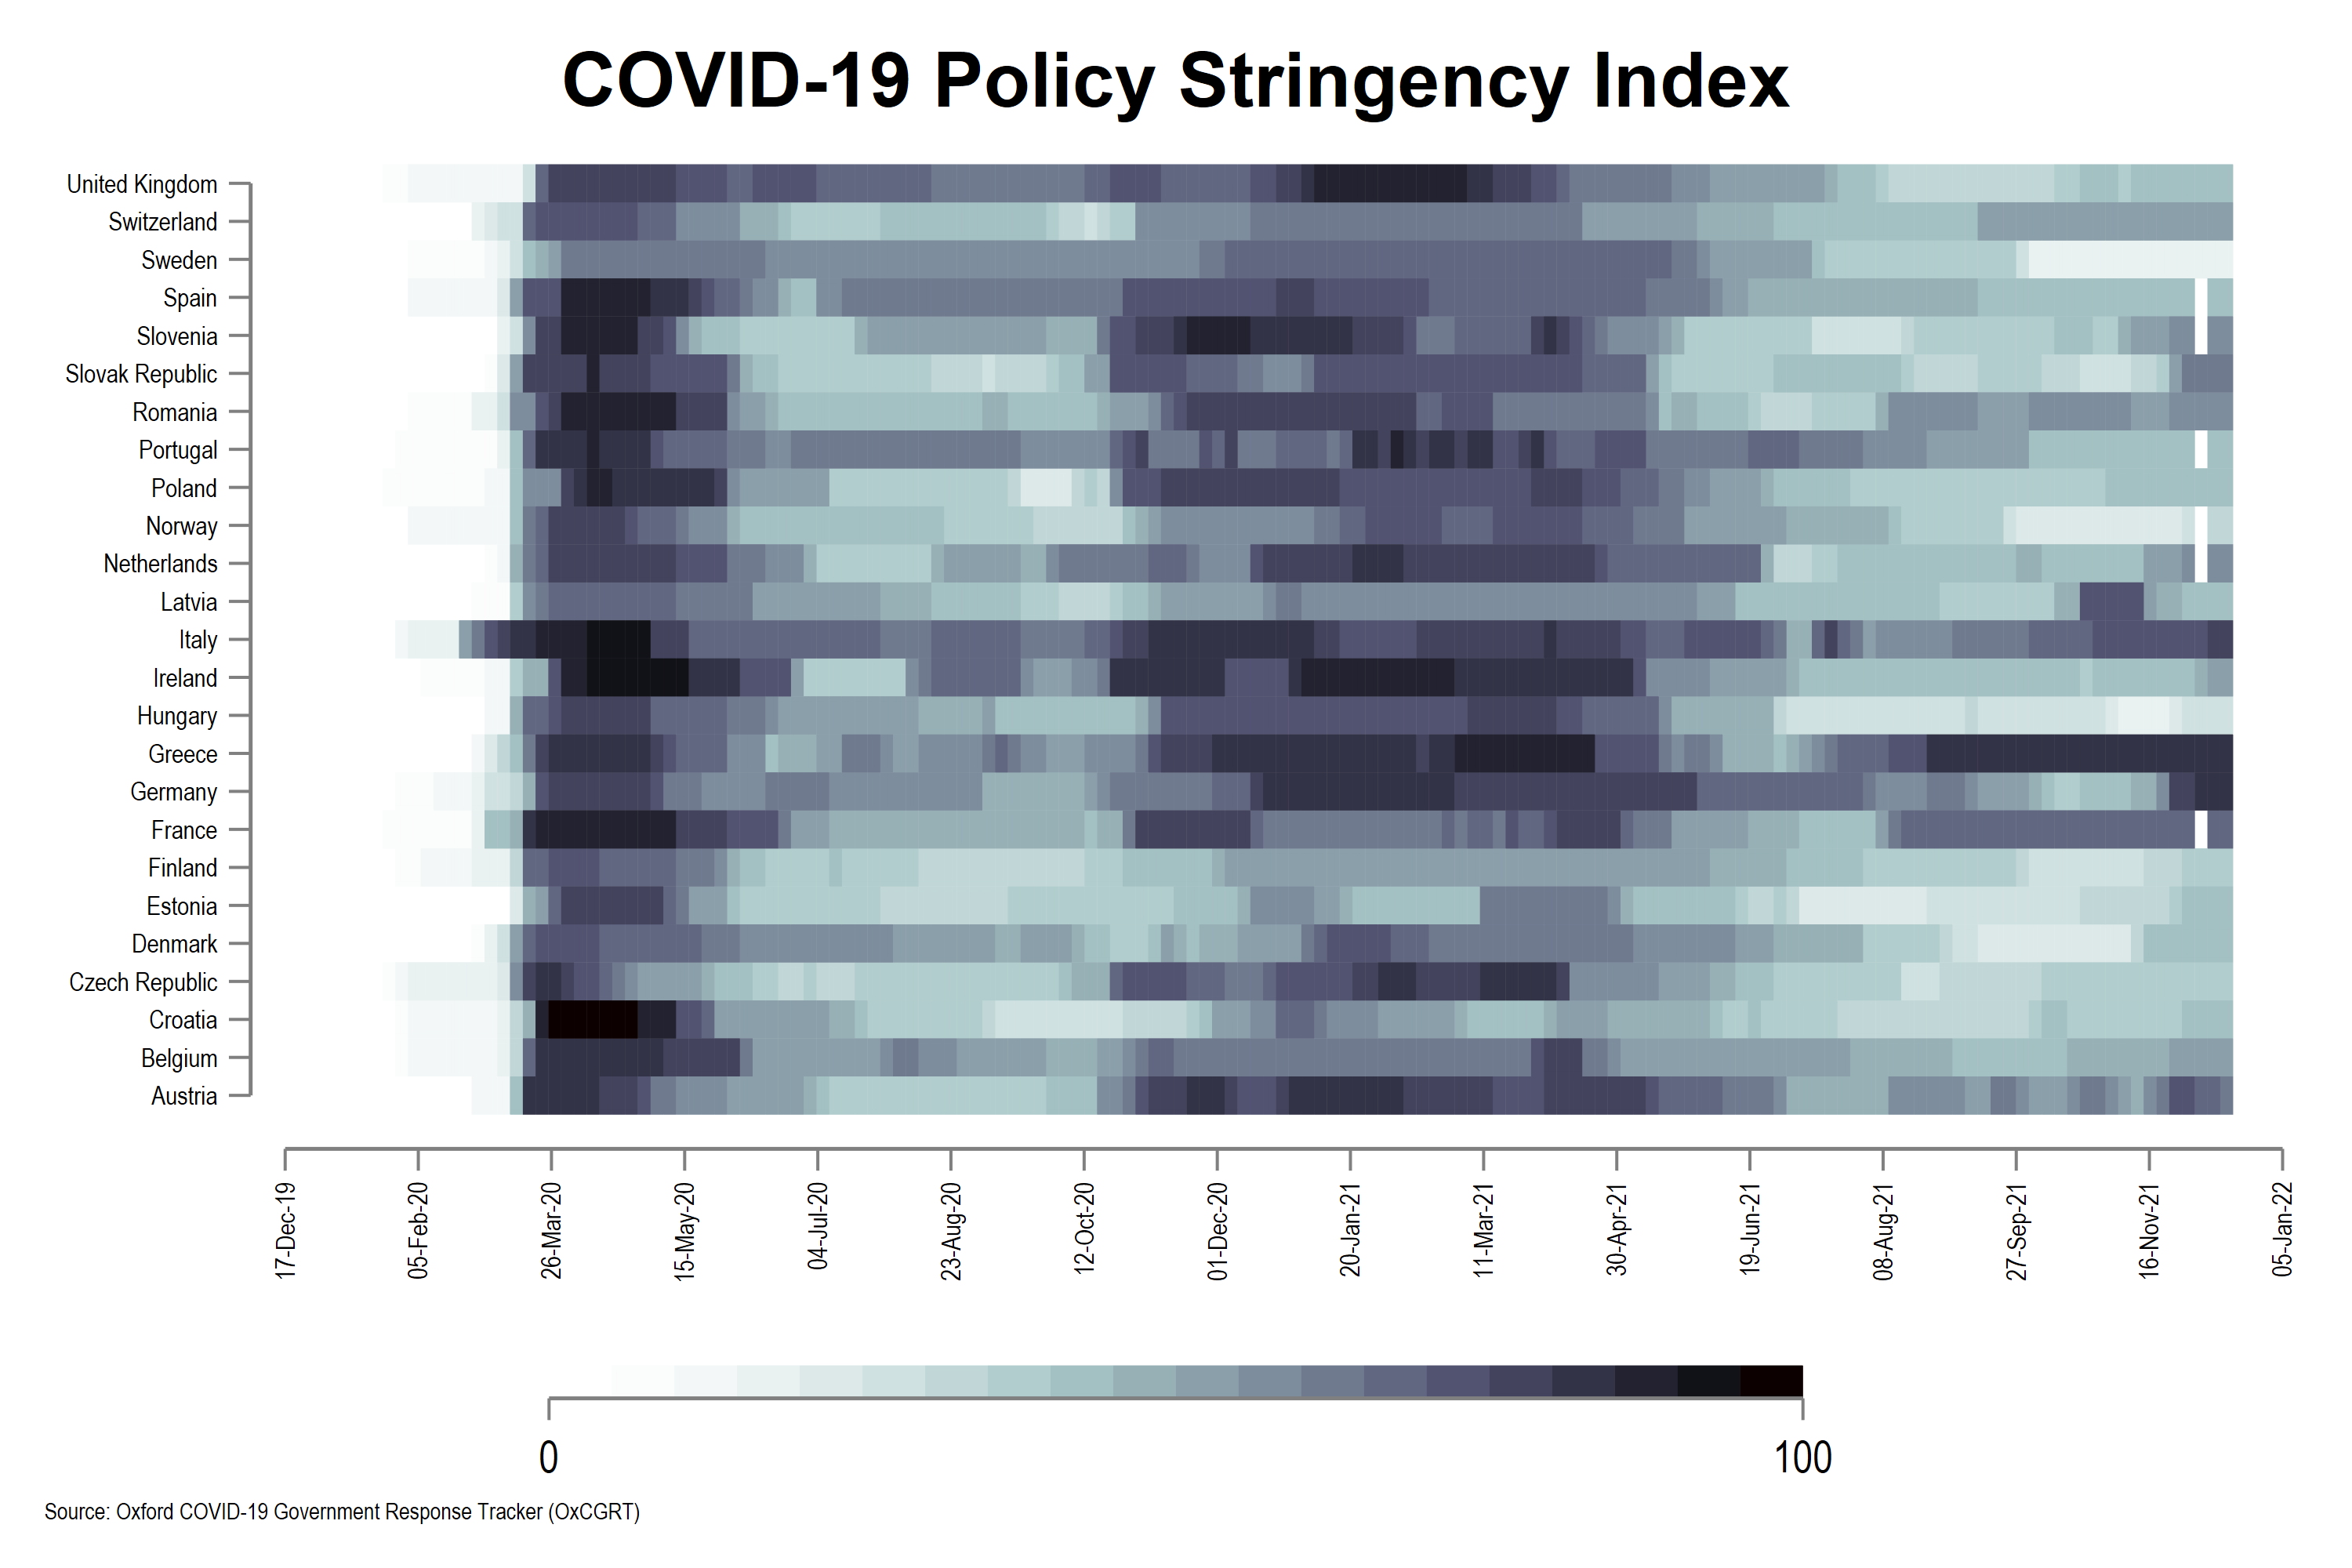 COVID-19 Policy Stringency Index
United Kingdom
Switzerland
Sweden
Spain
Slovenia
Slovak Republic
Romania
Portugal
Poland
Norway
Netherlands
Latvia
Italy
Ireland
Hungary
Greece
Germany
France
Finland
Estonia
Denmark
Czech Republic
Croatia
Belgium
Austria
17-Dec-19
05-Feb-20
26-Mar-20
15-May-20
04-Jul-20
23-Aug-20
12-Oct-20
01-Dec-20
20-Jan-21
11-Mar-21
30-Apr-21
19-Jun-21
08-Aug-21
27-Sep-21
16-Nov-21
05-Jan-22
0
100
Source: Oxford COVID-19 Government Response Tracker (OxCGRT)